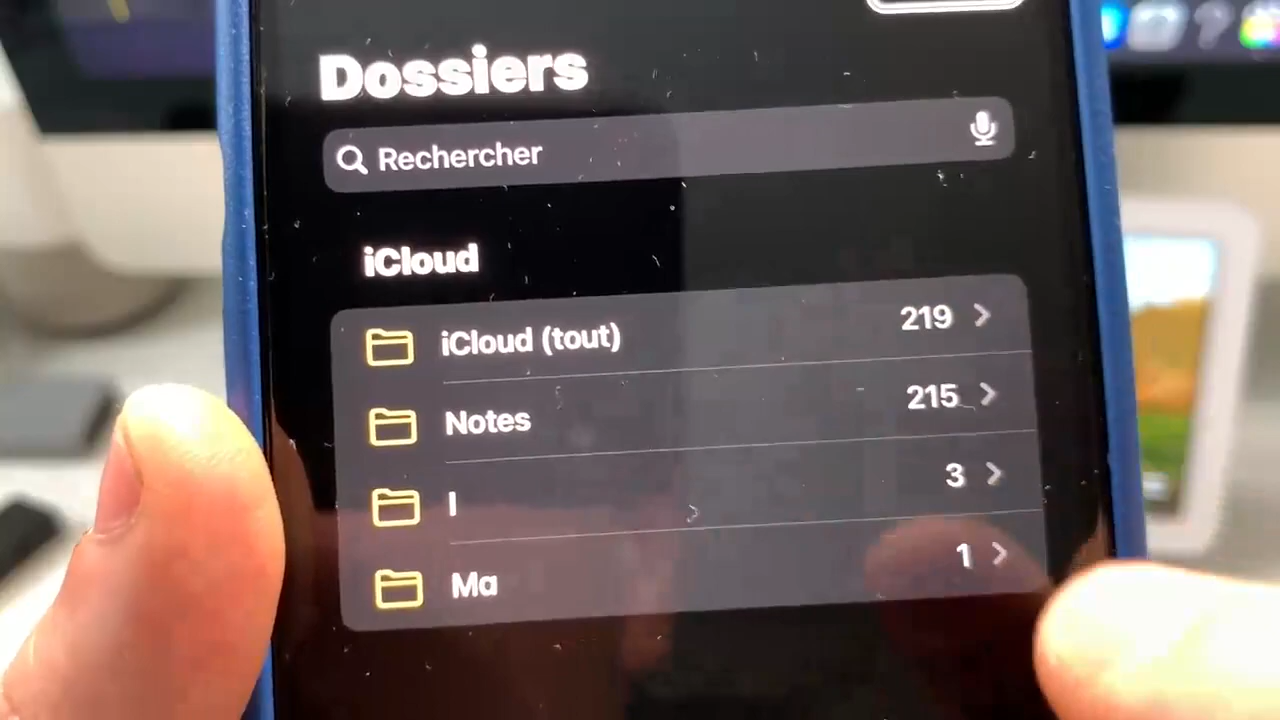 Dossiers
Rechercher
iCloud
iCloud (tout) 219
Notes 215
I 3
Ma 1